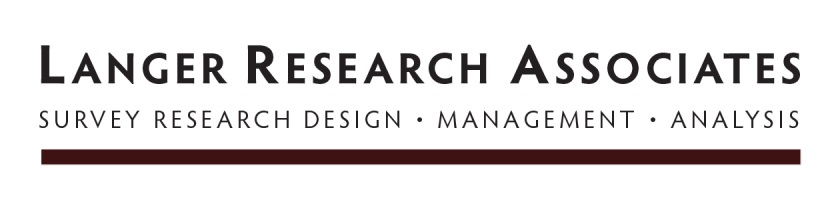 LANGER RESEARCH ASSOCIATES
SURVEY RESEARCH DESIGN · MANAGEMENT · ANALYSIS